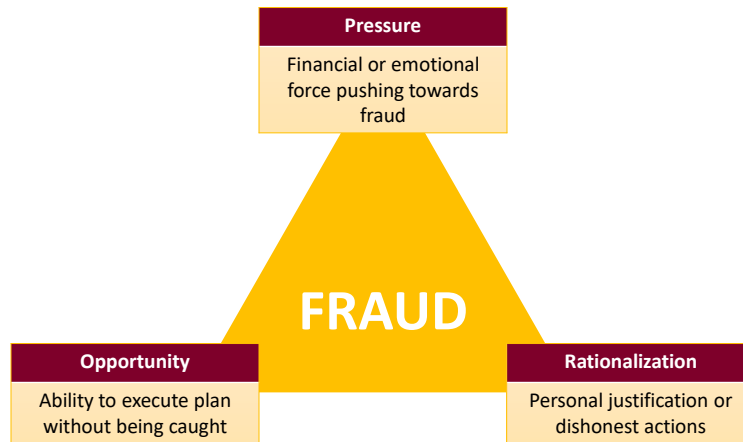 Pressure
Financial or emotional
force pushing towards
fraud
FRAUD
Opportunity
Ability to execute plan
without being caught
Rationalization
Personal justification or
dishonest actions